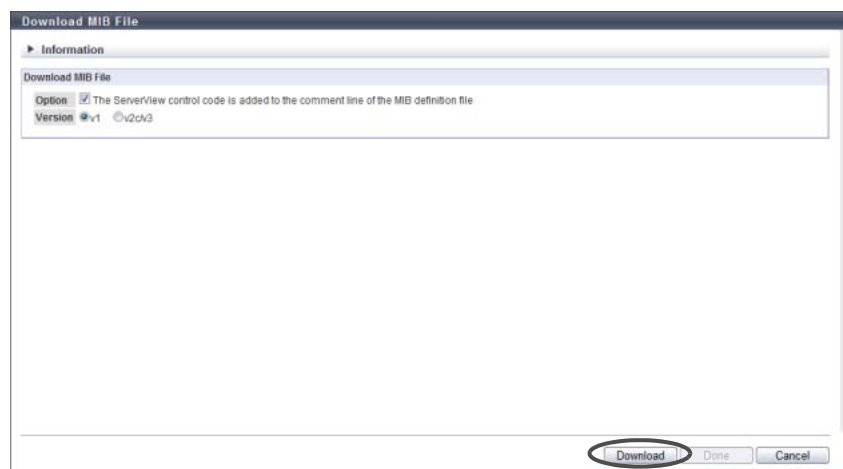 Download MIB File
Information
Download MIB File
Option The ServerView control code is added to the comment line of the MIB definition file
Version v1 v2c/v3
Download Done Cancel